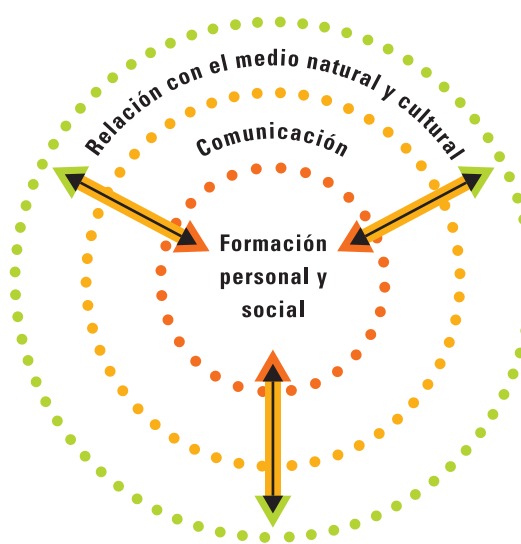 Relación con el medio natural y cultural
Comunicación
Formación
personal y
social